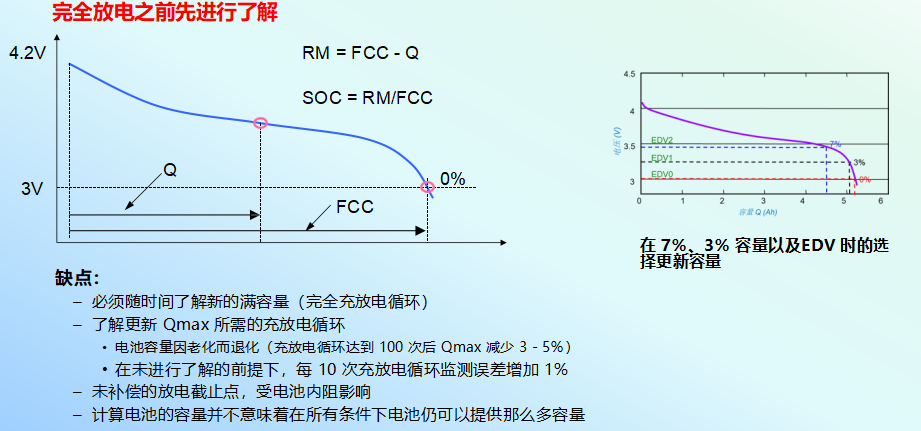 完全放电之前先进行了解
4.2V
RM = FCC - Q
SOC = RM/FCC
Q
3V
0%
FCC
4.5
4
3.5
3
电压 (V)
EDV2
7%
EDV1
3%
EDV0
0%
0 1 2 3 4 5 6
容量 Q (Ah)
在 7%、3% 容量以及EDV 时的选
择更新容量
缺点：
– 必须随时间了解新的满容量（完全充放电循环）
– 了解更新 Qmax 所需的充放电循环
• 电池容量因老化而退化（充放电循环达到 100 次后 Qmax 减少 3 - 5%）
• 在未进行了解的前提下，每 10 次充放电循环监测误差增加 1%
– 未补偿的放电截止点，受电池内阻影响
– 计算电池的容量并不意味着在所有条件下电池仍可以提供那么多容量